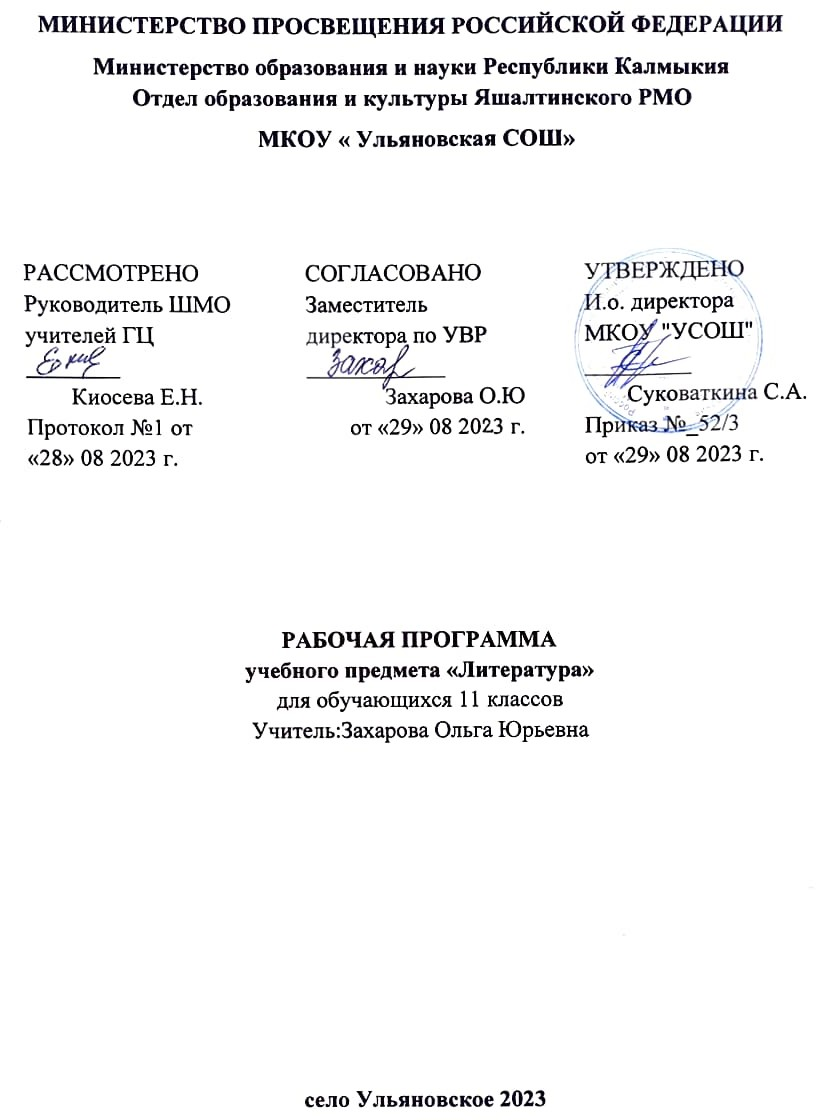 МИНИСТЕРСТВО ПРОСВЕЩЕНИЯ РОССИЙСКОЙ ФЕДЕРАЦИИ
Министерство образования и науки Республики Калмыкия
Отдел образования и культуры Яшалтинского РМО
МКОУ « Ульяновская СОШ»
РАССМОТРЕНО
Руководитель ШМО
учителей ГЦ
Киосева Е.Н.
Протокол №1 от
«28» 08 2023 г.
СОГЛАСОВАНО
Заместитель
директора по УВР
Захар
Захарова О.Ю
от «29» 08 2023 г.
УТВЕРЖДЕНО
И.о. директора
МКОУ "УСОШ"
Суковаткина С.А.
Приказ №_52/3
от «29» 08 2023 г.
РАБОЧАЯ ПРОГРАММА
учебного предмета «Литература»
для обучающихся 11 классов
Учитель:Захарова Ольга Юрьевна
село Ульяновское 2023